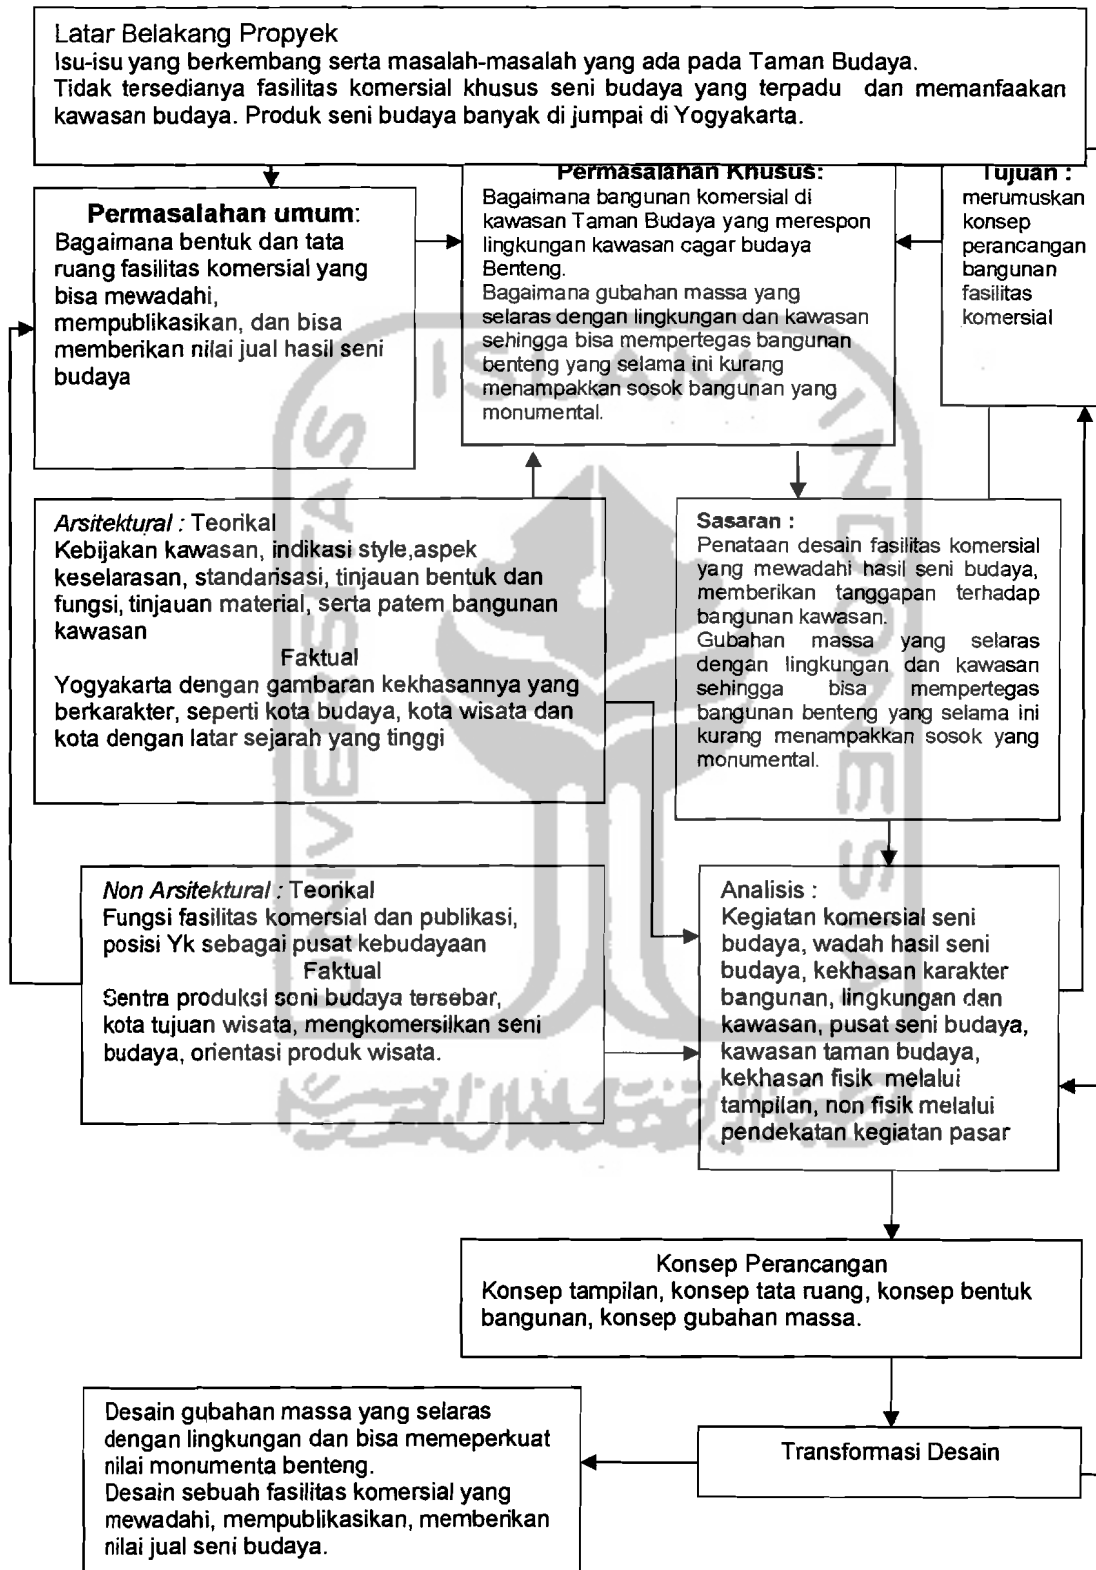 Latar Belakang Propyek
Isu-isu yang berkembang serta masalah-masalah yang ada pada Taman Budaya.
Tidak tersedianya fasilitas komersial khusus seni budaya yang terpadu dan memanfaakan
kawasan budaya. Produk seni budaya banyak di jumpai di Yogyakarta.
Permasalahan umum:
Bagaimana bentuk dan tata
ruang fasilitas komersial yang
bisa mewadahi,
mempublikasikan, dan bisa
memberikan nilai jual hasil seni
budaya
Permasalahan Khusus:
Bagaimana bangunan komersial di
kawasan Taman Budaya yang merespon
lingkungan kawasan cagar budaya
Benteng.
Bagaimana gubahan massa yang
selaras dengan lingkungan dan kawasan
sehingga bisa mempertegas bangunan
benteng yang selama ini kurang
menampakkan sosok bangunan yang
monumental.
Tujuan :
merumuskan
konsep
perancangan
bangunan
fasilitas
komersial
Arsitektural : Teorikal
Kebijakan kawasan, indikasi style,aspek
keselarasan, standarisasi, tinjauan bentuk dan
fungsi, tinjauan material, serta patern bangunan
kawasan
Faktual
Yogyakarta dengan gambaran kekhasannya yang
berkarakter, seperti kota budaya, kota wisata dan
kota dengan latar sejarah yang tinggi
Sasaran :
Penataan desain fasilitas komersial
yang mewadahi hasil seni budaya,
memberikan tanggapan terhadap
bangunan kawasan.
Gubahan massa yang selaras
dengan lingkungan dan kawasan
sehingga bisa mempertegas
bangunan benteng yang selama ini
kurang menampakkan sosok yang
monumental.
Non Arsitektural : Teorikal
Fungsi fasilitas komersial dan publikasi,
posisi Yk sebagai pusat kebudayaan
Faktual
Sentra produksi seni budaya tersebar,
kota tujuan wisata, mengkomersilkan seni
budaya, orientasi produk wisata.
Analisis :
Kegiatan komersial seni
budaya, wadah hasil seni
budaya, kekhasan karakter
bangunan, lingkungan dan
kawasan, pusat seni budaya,
kawasan taman budaya,
kekhasan fisik melalui
tampilan, non fisik melalui
pendekatan kegiatan pasar
Konsep Perancangan
Konsep tampilan, konsep tata ruang, konsep bentuk
bangunan, konsep gubahan massa.
Transformasi Desain
Desain gubahan massa yang selaras
dengan lingkungan dan bisa memeperkuat
nilai monumenta benteng.
Desain sebuah fasilitas komersial yang
mewadahi, mempublikasikan, memberikan
nilai jual seni budaya.
UNIVERSITAS
ISLAM
INDONESIA